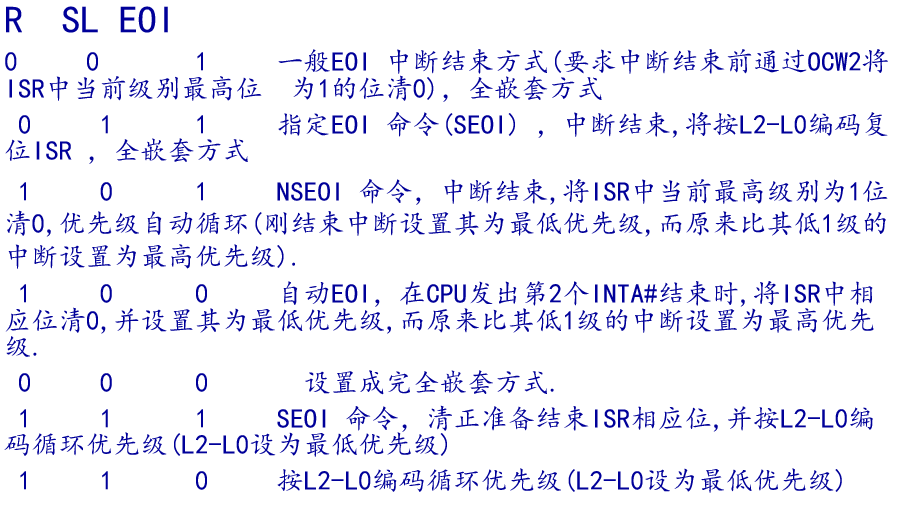 R SL EOI
0 0 1 一般EOI 中断结束方式(要求中断结束前通过OCW2将
ISR中当前级别最高位 为1的位清0), 全嵌套方式
0 1 1 指定EOI 命令(SEOI) , 中断结束,将按L2-L0编码复
位ISR , 全嵌套方式
1 0 1 NSEOI 命令, 中断结束,将ISR中当前最高级别为1位
清0,优先级自动循环(刚结束中断设置其为最低优先级,而原来比其低1级的
中断设置为最高优先级).
1 0 0 自动EOI, 在CPU发出第2个INTA#结束时,将ISR中相
应位清0,并设置其为最低优先级,而原来比其低1级的中断设置为最高优先
级.
0 0 0 设置成完全嵌套方式.
1 1 1 SEOI 命令, 清正准备结束ISR相应位,并按L2-L0编
码循环优先级(L2-L0设为最低优先级)
1 1 0 按L2-L0编码循环优先级(L2-L0设为最低优先级)